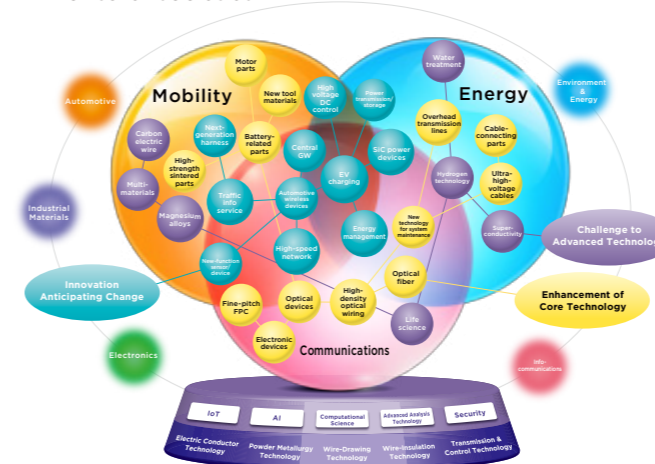 Mobility
Energy
Communications
Automotive
Environment
& Energy
Industrial
Materials
Electronics
Info-
communications
Innovation
Anticipating Change
Challenge to
Advanced Technolog
Enhancement of
Core Technology
Motor
parts
New tool
materials
High
voltage
DC
control
Power
transmission/
storage
Water
treatment
Carbon
electric
wire
Next-
generation
harness
Battery-
related
parts
Central
GW
SiC power
devices
Overhead
transmission
lines
Cable-
connecting
parts
High-
strength
sintered
parts
EV
charging
Hydrogen
technology
Ultra-
high-
voltage
cables
Multi-
materials
Magnesium
alloys
Traffic
info
service
Automotive
wireless
devices
Energy
management
New
technology
for system
maintenance
Super-
conductivity
High-speed
network
New-function
sensor/
device
Fine-pitch
FPC
Optical
devices
High-
density
optical
wiring
Optical
fiber
Electronic
devices
Life
science
IoT
AI
Computational
Science
Advanced Analysis
Technology
Security
Electric Conductor
Technology
Powder Metallurgy
Technology
Wire-Drawing
Technology
Wire-Insulation
Technology
Transmission &
Control Technology